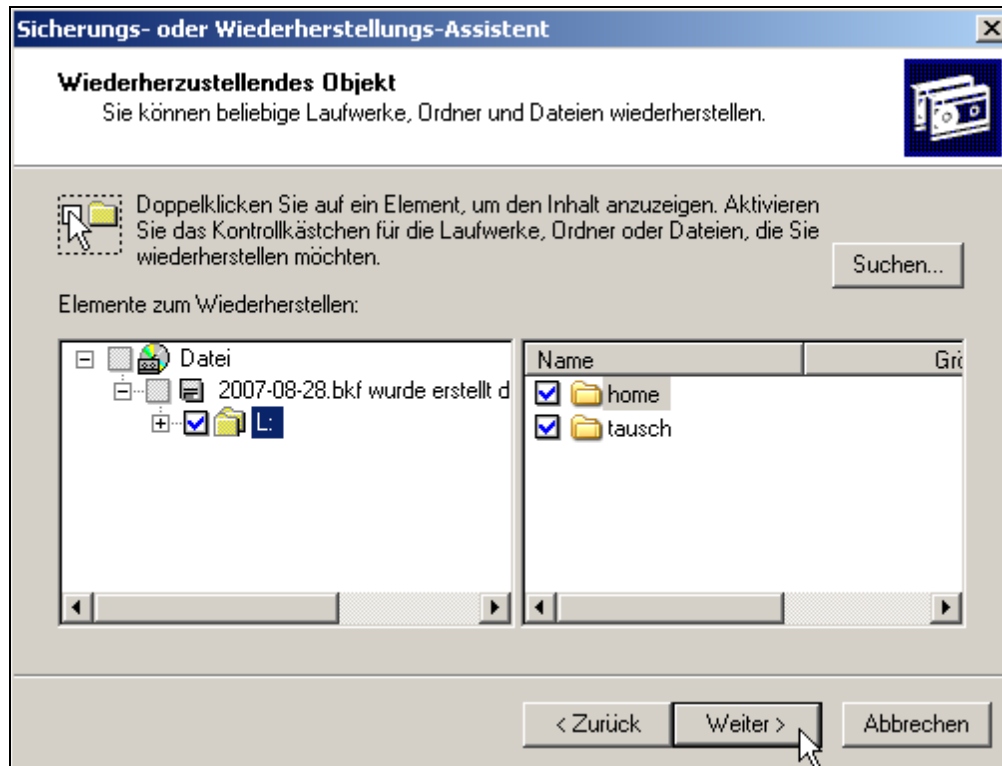 Sicherungs- oder Wiederherstellungs-Assistent
Wiederherzustellendes Objekt
Sie können beliebige Laufwerke, Ordner und Dateien wiederherstellen.
Doppelklicken Sie auf ein Element, um den Inhalt anzuzeigen. Aktivieren
Sie das Kontrollkästchen für die Laufwerke, Ordner oder Dateien, die Sie
wiederherstellen möchten.
Suchen...
Elemente zum Wiederherstellen:
Datei
2007-08-28.bkf wurde erstellt d
L:
Name
Grö
home
tausch
< Zurück
Weiter >
Abbrechen